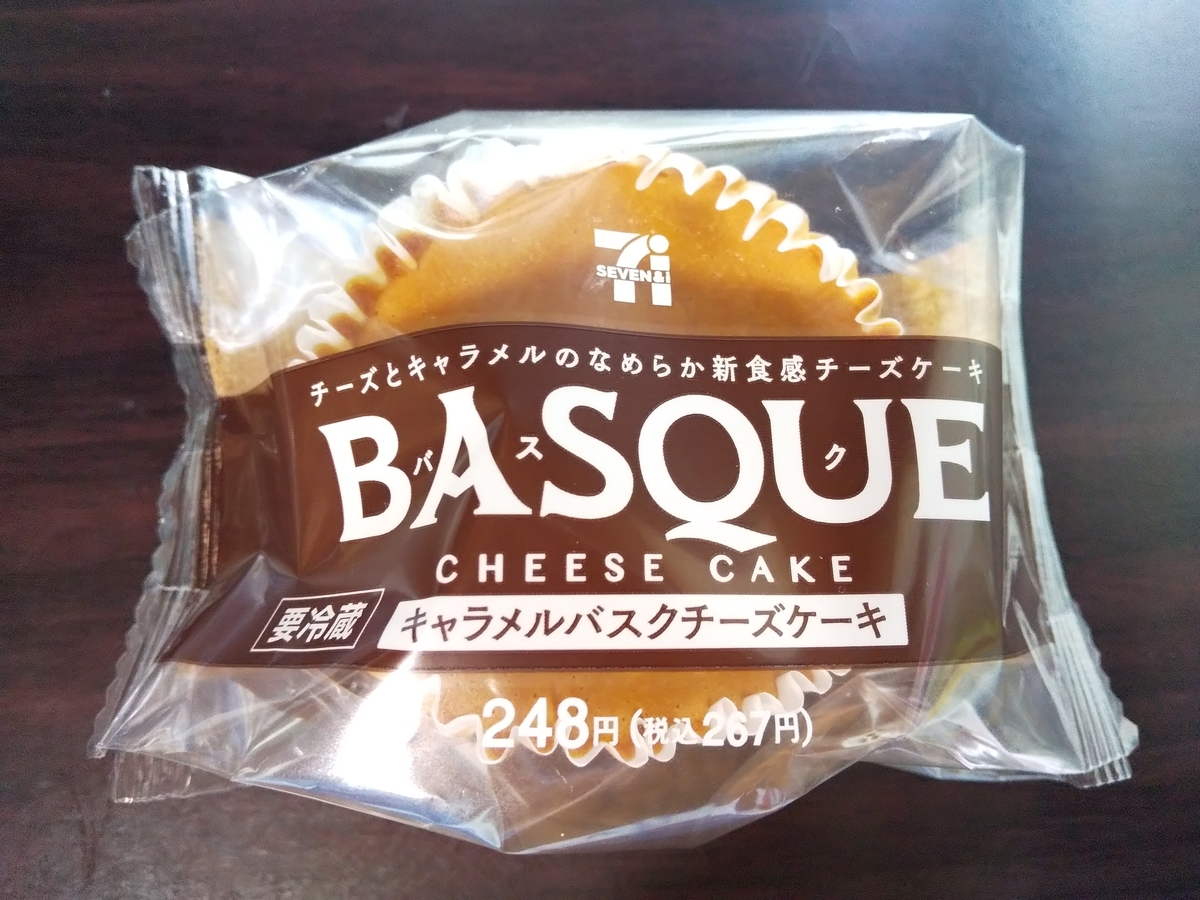 SEVEN&i
チーズとキャラメルのなめらか新食感チーズケーキ
BASQUE
バスク
CHEESE CAKE
要冷蔵 キャラメルバスクチーズケーキ
248円(税込267円)